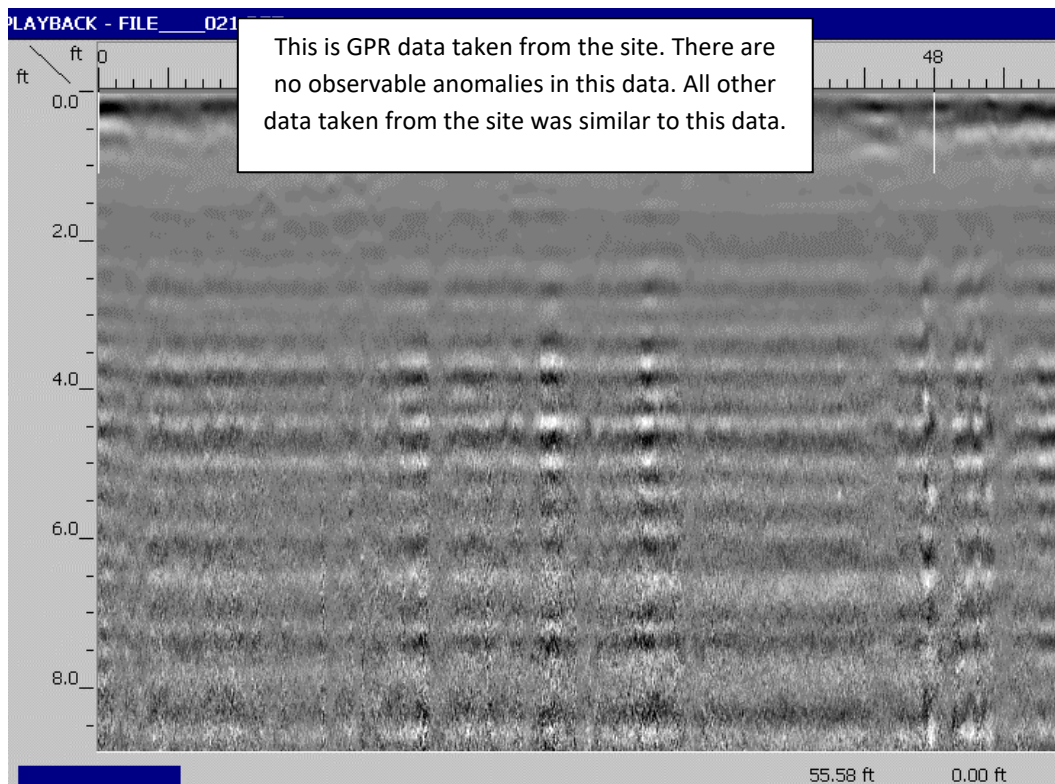 PLAYBACK - FILE____021
This is GPR data taken from the site. There are
no observable anomalies in this data. All other
data taken from the site was similar to this data.
ft 0 48
ft
0.0
2.0
4.0
6.0
8.0
55.58 ft 0.00 ft